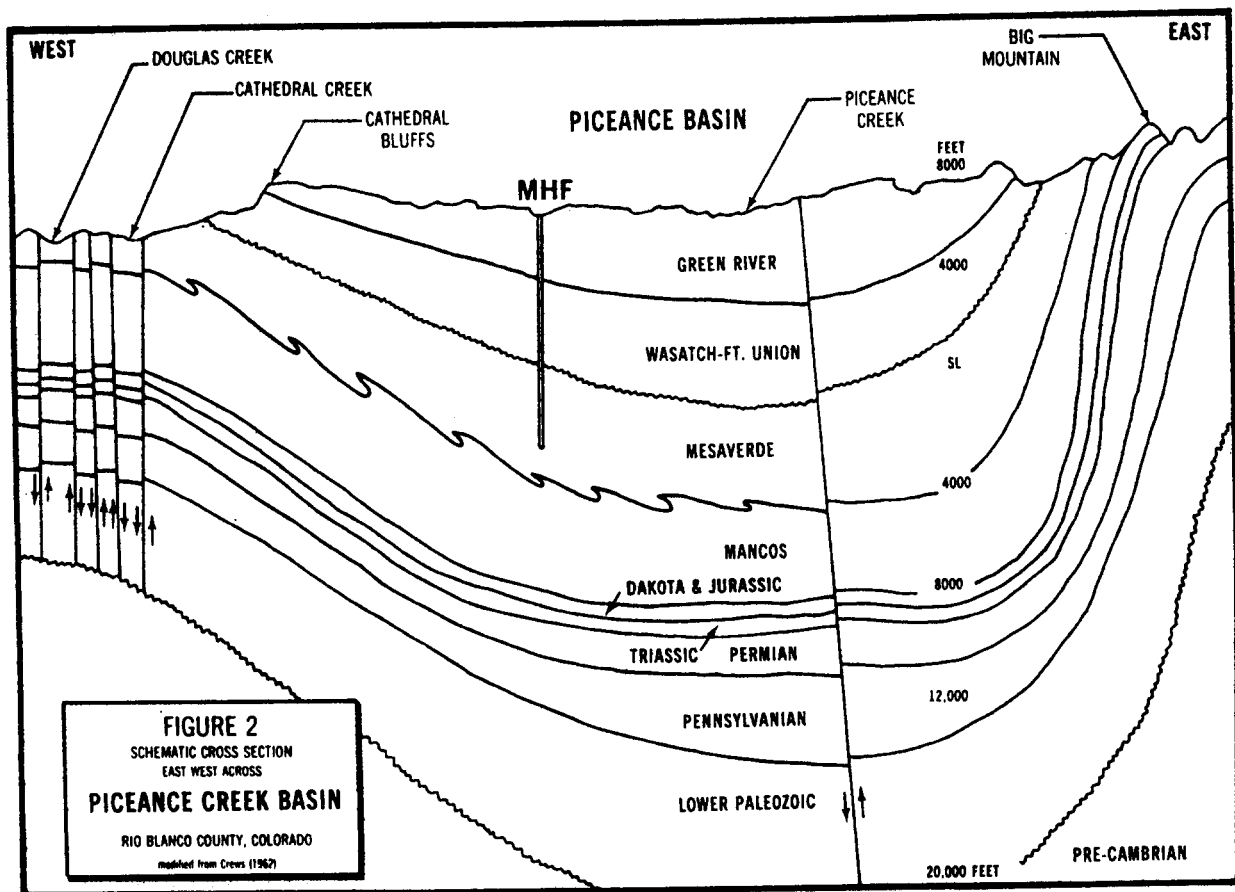 WEST
EAST
DOUGLAS CREEK
CATHEDRAL CREEK
CATHEDRAL
BLUFFS
PICEANCE BASIN
PICEANCE
CREEK
BIG
MOUNTAIN
FEET
8000
MHF
GREEN RIVER
4000
WASATCH-FT. UNION
SL
MESAVERDE
4000
MANCOS
DAKOTA & JURASSIC
8000
TRIASSIC
PERMIAN
PENNSYLVANIAN
12,000
LOWER PALEOZOIC
20,000 FEET
PRE-CAMBRIAN
FIGURE 2
SCHEMATIC CROSS SECTION
EAST WEST ACROSS
PICEANCE CREEK BASIN
RIO BLANCO COUNTY, COLORADO
modified from Crews (1962)